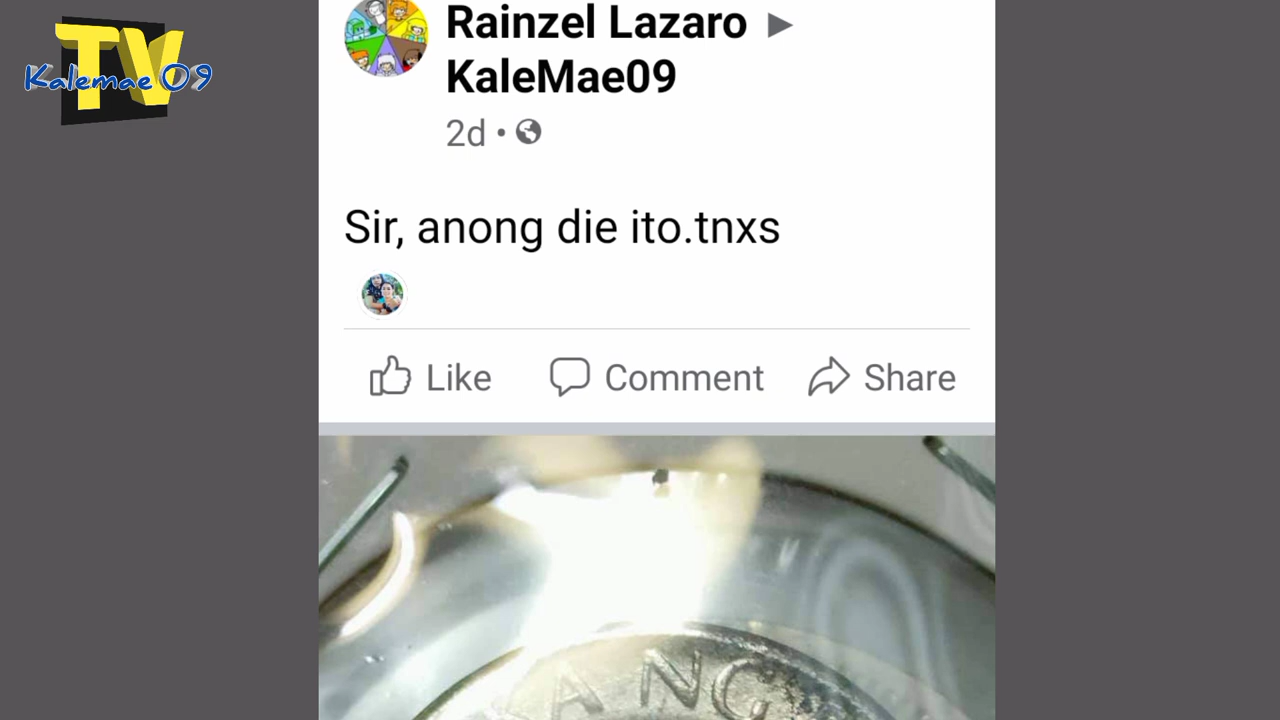 TV
Kalemae 09
Rainzel Lazaro ▶
KaleMae09
2d •
Sir, anong die ito.tnxs
Like Comment Share
ANG